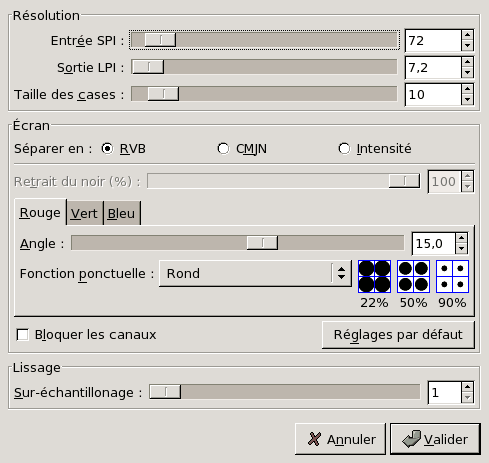 Résolution
Entrée SPI : 72
Sortie LPI : 7,2
Taille des cases : 10
Écran
Séparer en : RVB CMJN Intensité
Retrait du noir (%) : 100
Rouge Vert Bleu
Angle : 15,0
Fonction ponctuelle : Rond
22% 50% 90%
Bloquer les canaux Réglages par défaut
Lissage
Sur-échantillonage : 1
Annuler Valider